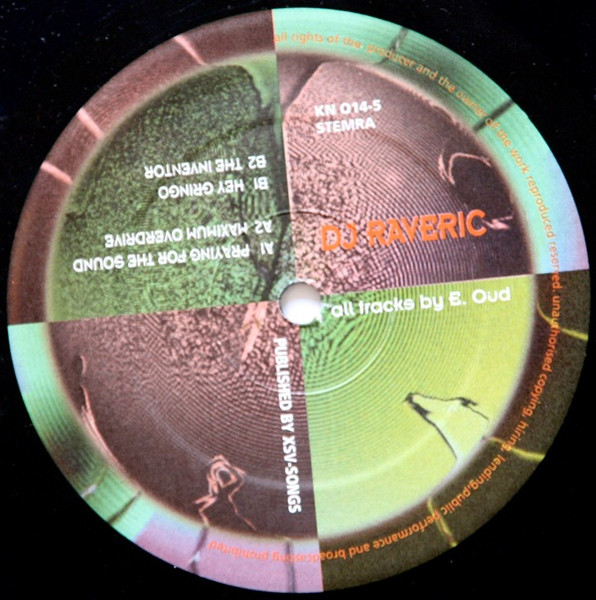 KN 014-5
STEMRA
DJ RAVERIC
all tracks by E. Oud
A1 PRAYING FOR THE SOUND
A2 MAXIMUM OVERDRIVE
B1 HEY GRINGO
B2 THE INVENTOR
PUBLISHED BY XSV-SONGS
all rights of the producer and the owner of the work reproduced reserved. unauthorised copying, hiring, lending, public performance and broadcasting prohibited